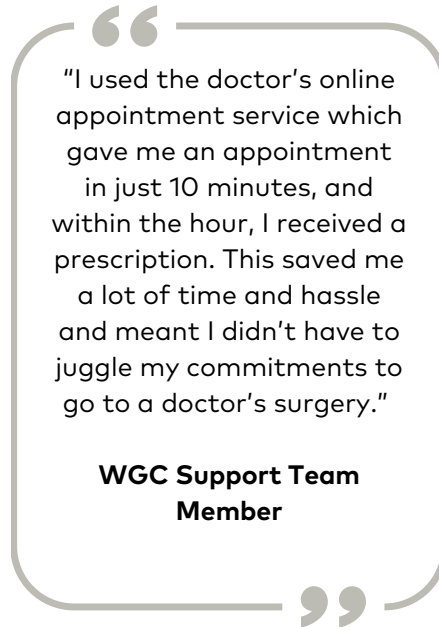 “I used the doctor’s online
appointment service which
gave me an appointment
in just 10 minutes, and
within the hour, I received a
prescription. This saved me
a lot of time and hassle
and meant I didn’t have to
juggle my commitments to
go to a doctor’s surgery.”
WGC Support Team
Member